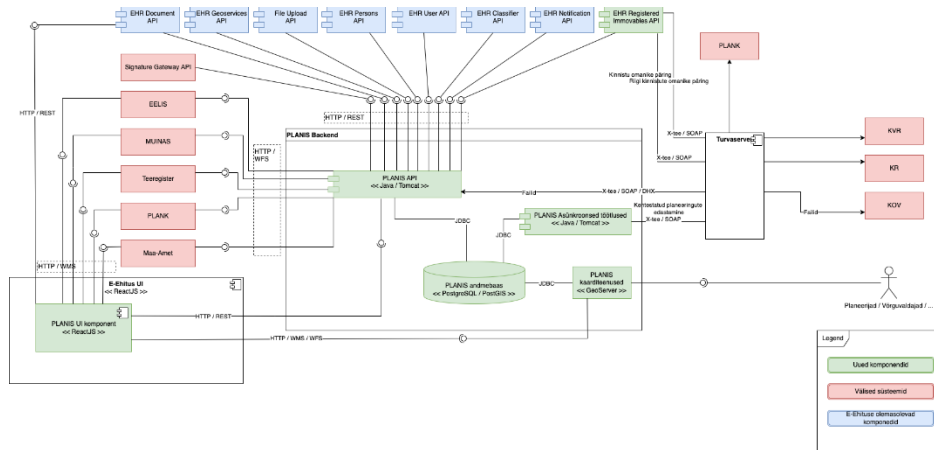 EHR Document
API
EHR Geoservices
API
File Upload
API
EHR Persons
API
EHR User API
EHR Classifier
API
EHR Notification
API
EHR Registered
Immovables API
PLANK
Signature Gateway API
Kinnistu omanike päring
Riigi kinnistute omanike päring
EELIS
HTTP / REST
HTTP / REST
MUINAS
PLANIS Backend
HTTP /
WFS
X-tee / SOAP
Turvaserver
KVR
X-tee / SOAP
KR
Teeregister
PLANIS API
<< Java / Tomcat >>
Failid
X-tee / SOAP / DHX
KOV
Failid
PLANK
JDBC
PLANIS Asünkroonsed töötlused
<< Java / Tomcat >>
Kehtestatud planeeringute
edastamine
X-tee / SOAP
JDBC
Maa-Amet
HTTP / WMS
E-Ehitus UI
<< ReactJS >>
PLANIS andmebaas
<< PostgreSQL / PostGIS >>
JDBC
PLANIS
kaarditeenused
<< GeoServer >>
Planeerijad / Võrguvaldajad / ...
PLANIS UI komponent
<< ReactJS >>
HTTP / REST
HTTP / WMS / WFS
Legend
Uued komponendid
Välised süsteemid
E-Ehituse olemasolevad
komponedid